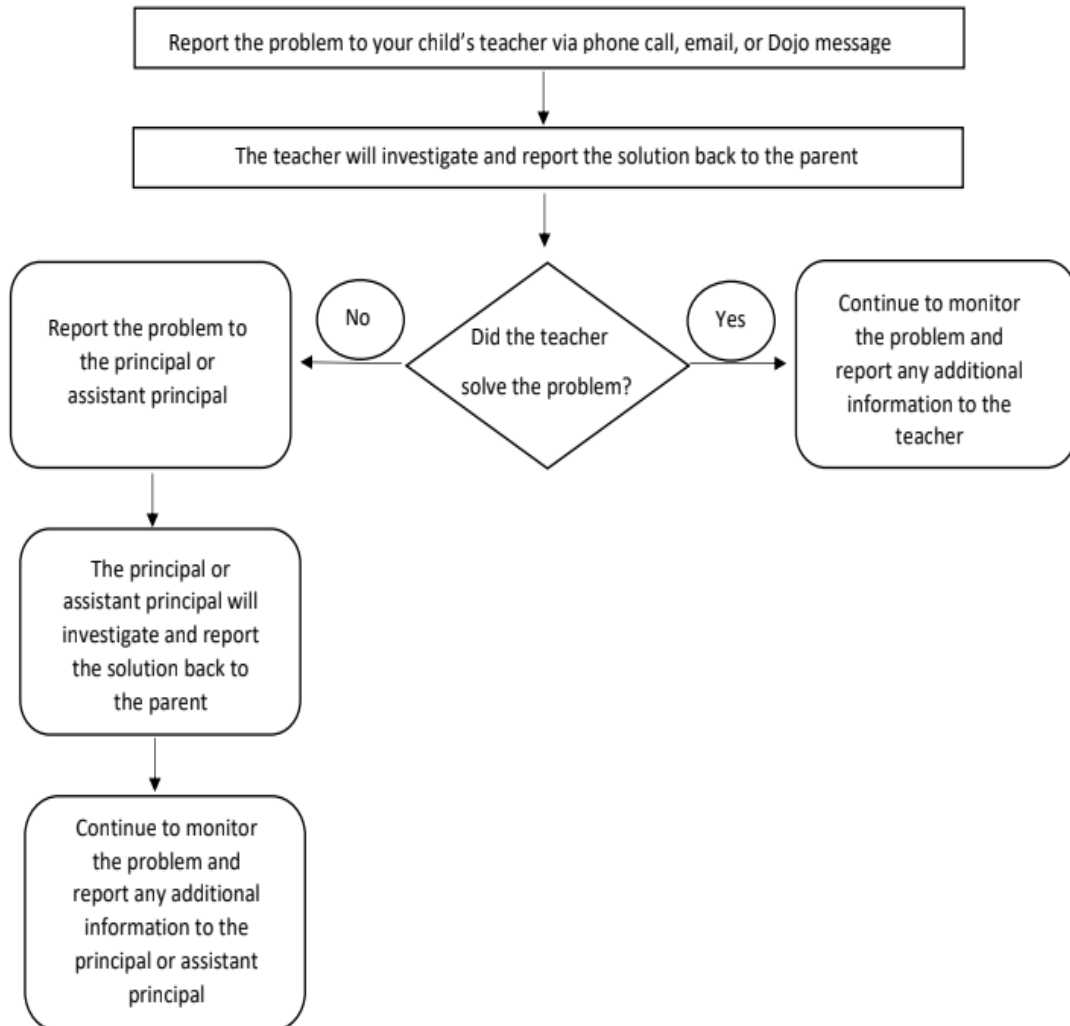 Report the problem to your child's teacher via phone call, email, or Dojo message
The teacher will investigate and report the solution back to the parent
Did the teacher
solve the problem?
No
Yes
Report the problem to
the principal or
assistant principal
Continue to monitor
the problem and
report any additional
information to the
teacher
The principal or
assistant principal will
investigate and report
the solution back to
the parent
Continue to monitor
the problem and
report any additional
information to the
principal or assistant
principal